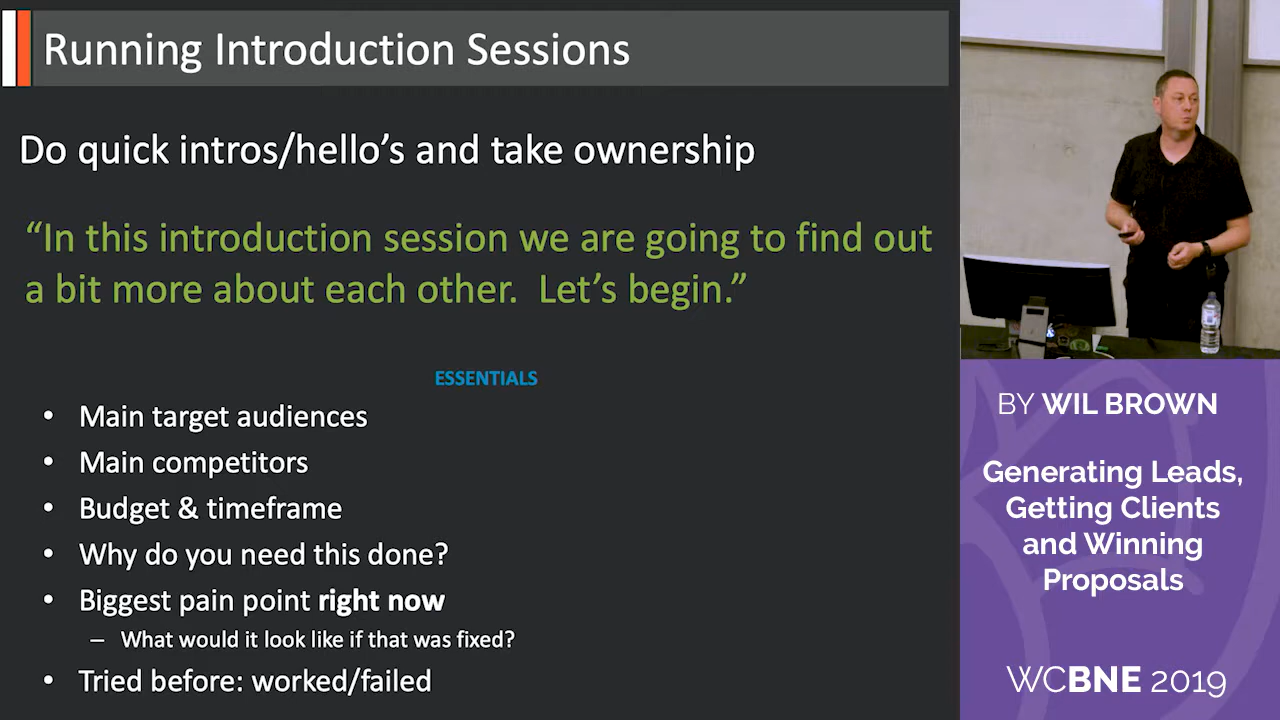 Running Introduction Sessions
Do quick intros/hello’s and take ownership
“In this introduction session we are going to find out
a bit more about each other.  Let’s begin.”
ESSENTIALS
• Main target audiences
• Main competitors
• Budget & timeframe
• Why do you need this done?
• Biggest pain point right now
– What would it look like if that was fixed?
• Tried before: worked/failed
BY WIL BROWN
Generating Leads,
Getting Clients
and Winning
Proposals
WCBNE 2019